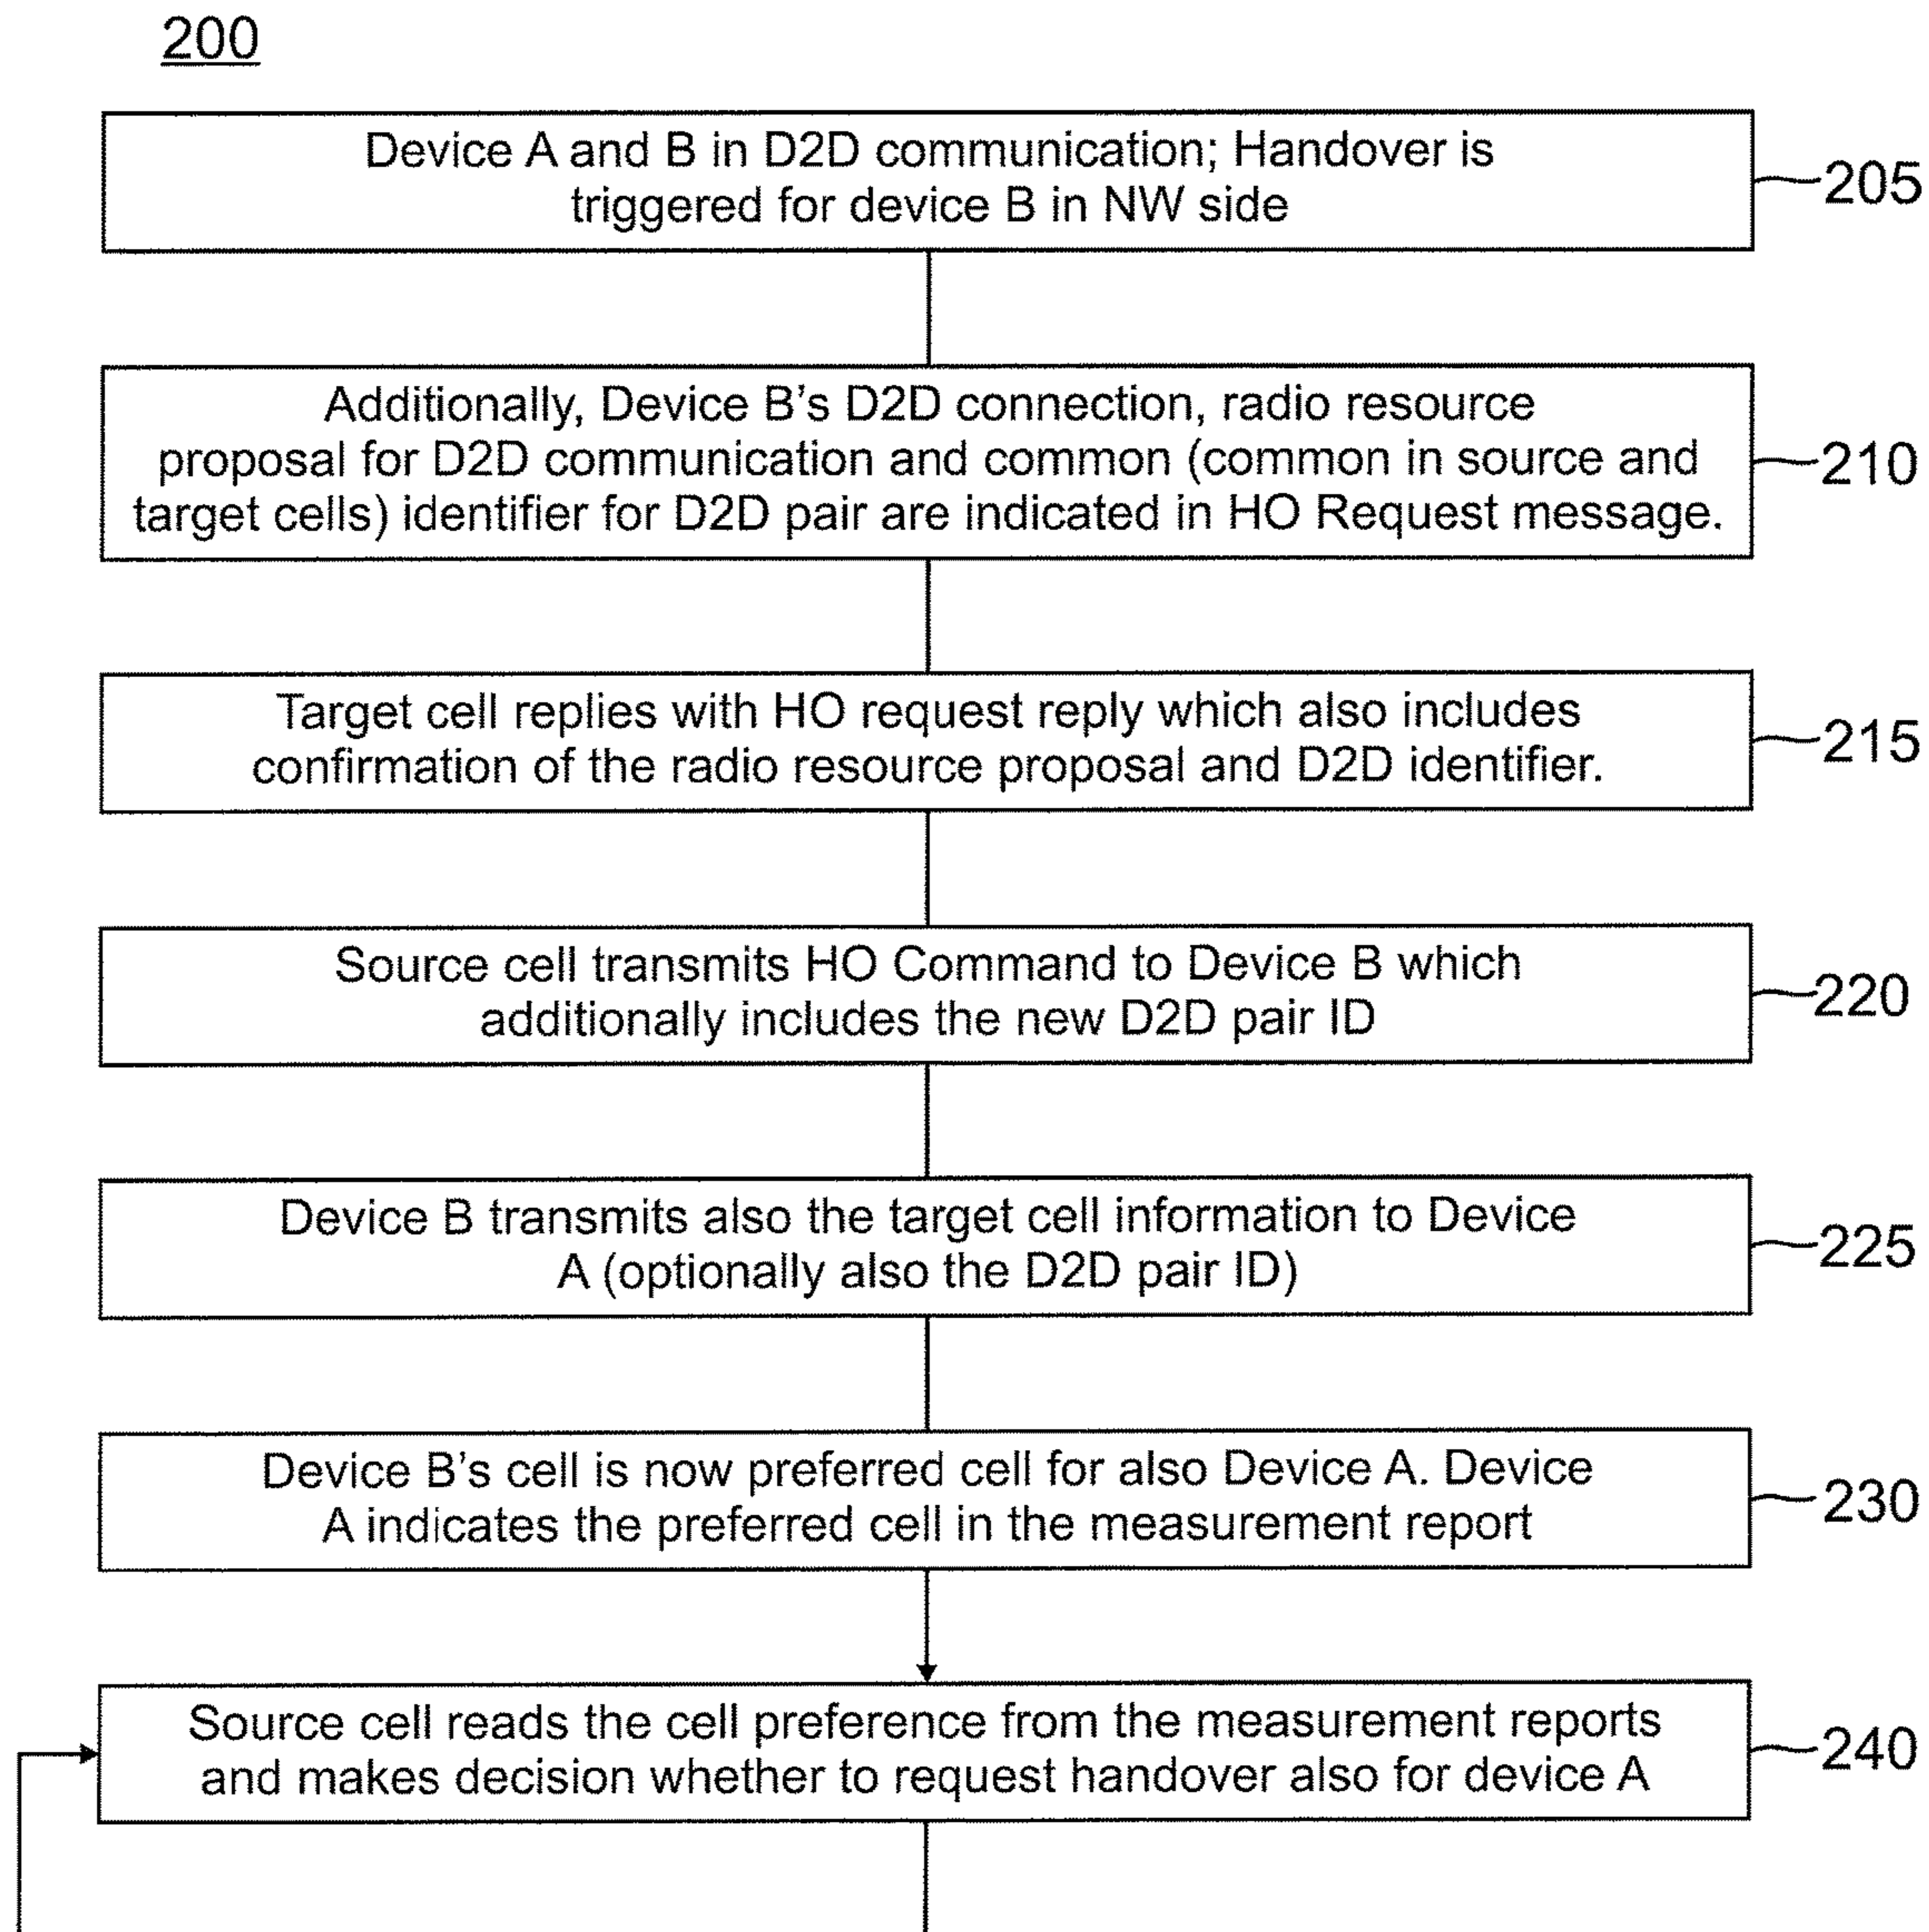 200
Device A and B in D2D communication; Handover is
triggered for device B in NW side
205
Additionally, Device B's D2D connection, radio resource
proposal for D2D communication and common (common in source and
target cells) identifier for D2D pair are indicated in HO Request message.
210
Target cell replies with HO request reply which also includes
confirmation of the radio resource proposal and D2D identifier.
215
Source cell transmits HO Command to Device B which
additionally includes the new D2D pair ID
220
Device B transmits also the target cell information to Device
A (optionally also the D2D pair ID)
225
Device B's cell is now preferred cell for also Device A. Device
A indicates the preferred cell in the measurement report
230
Source cell reads the cell preference from the measurement reports
and makes decision whether to request handover also for device A
240